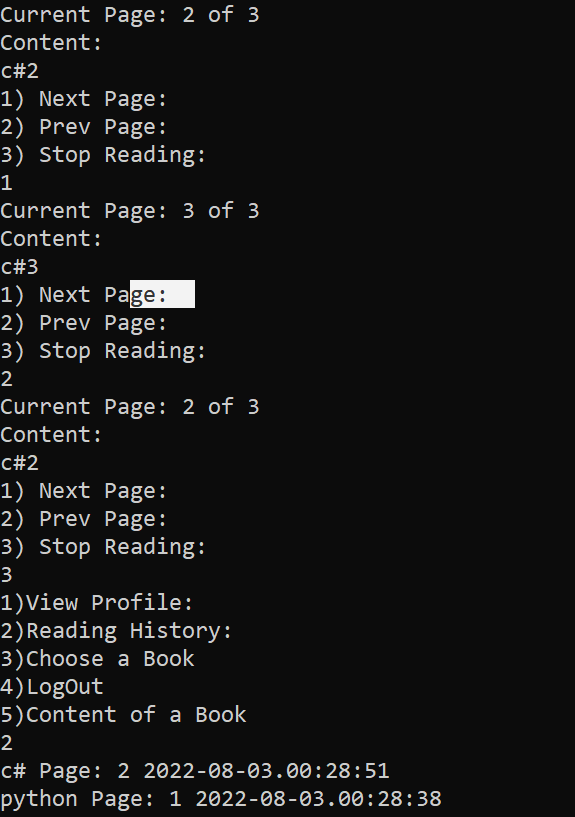 Current Page: 2 of 3
Content:
c#2
1) Next Page:
2) Prev Page:
3) Stop Reading:
1
Current Page: 3 of 3
Content:
c#3
1) Next Page:
2) Prev Page:
3) Stop Reading:
2
Current Page: 2 of 3
Content:
c#2
1) Next Page:
2) Prev Page:
3) Stop Reading:
3
1)View Profile:
2)Reading History:
3)Choose a Book
4)LogOut
5)Content of a Book
2
c# Page: 2 2022-08-03.00:28:51
python Page: 1 2022-08-03.00:28:38